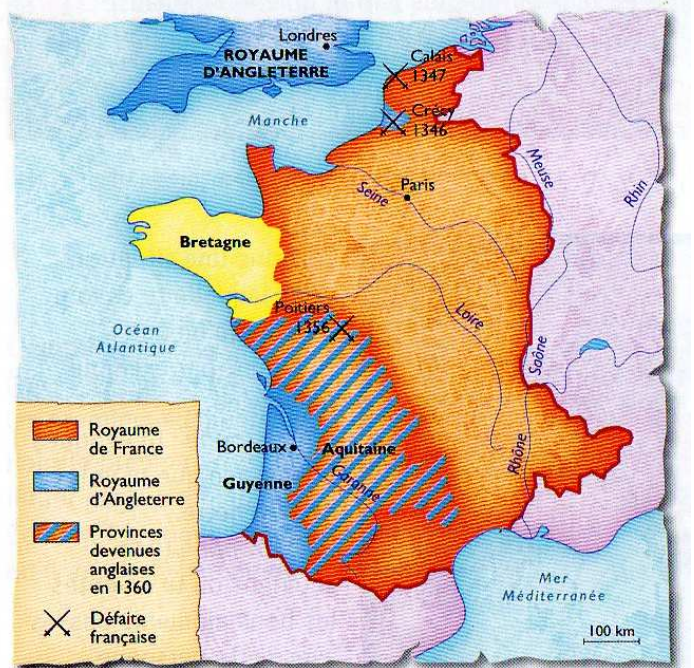 Londres
ROYAUME
D'ANGLETERRE
Calais
1347
Manche
Crécy
1346
Meuse
Rhin
Seine
Paris
Bretagne
Loire
Poitiers
1356
Océan
Atlantique
Saône
Bordeaux
Aquitaine
Guyenne
Garonne
Rhône
Royaume
de France
Royaume
d'Angleterre
Provinces
devenues
anglaises
en 1360
Défaite
française
Mer
Méditerranée
100 km